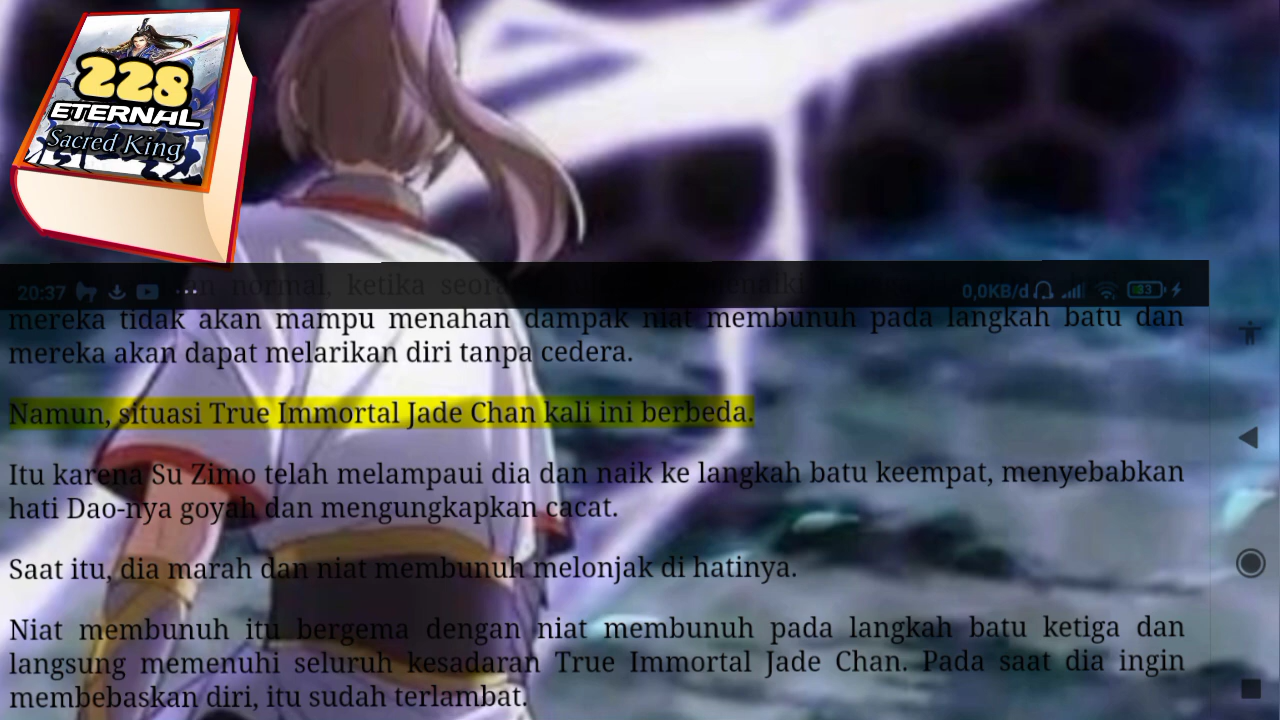 228
ETERNAL
Sacred King
20:37
0,0KB/d
83
normal, ketika
mereka tidak akan mampu menahan dampak niat membunuh pada langkah batu dan
mereka akan dapat melarikan diri tanpa cedera.
Namun, situasi True Immortal Jade Chan kali ini berbeda.
Itu karena Su Zimo telah melampaui dia dan naik ke langkah batu keempat, menyebabkan
hati Dao-nya goyah dan mengungkapkan cacat.
Saat itu, dia marah dan niat membunuh melonjak di hatinya.
Niat membunuh itu bergema dengan niat membunuh pada langkah batu ketiga dan
langsung memenuhi seluruh kesadaran True Immortal Jade Chan. Pada saat dia ingin
membebaskan diri, itu sudah terlambat.